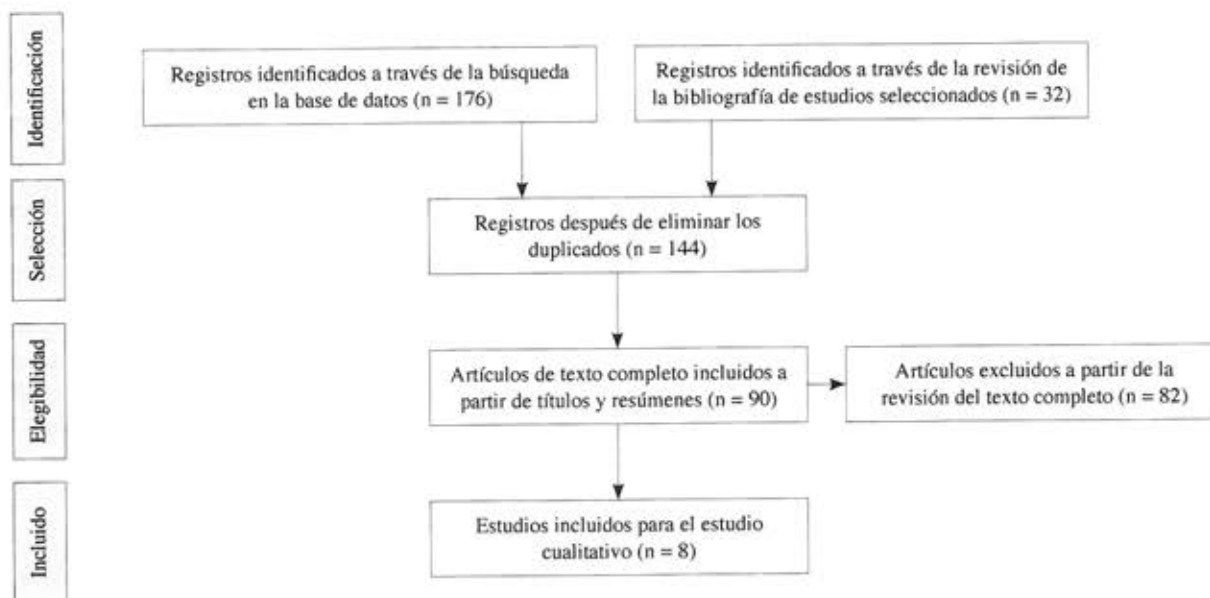 Identificación
Registros identificados a través de la búsqueda
en la base de datos (n = 176)
Registros identificados a través de la revisión de
la bibliografía de estudios seleccionados (n = 32)
Selección
Registros después de eliminar los
duplicados (n = 144)
Elegibilidad
Artículos de texto completo incluidos a
partir de títulos y resúmenes (n = 90)
Artículos excluidos a partir de la
revisión del texto completo (n = 82)
Incluido
Estudios incluidos para el estudio
cualitativo (n = 8)